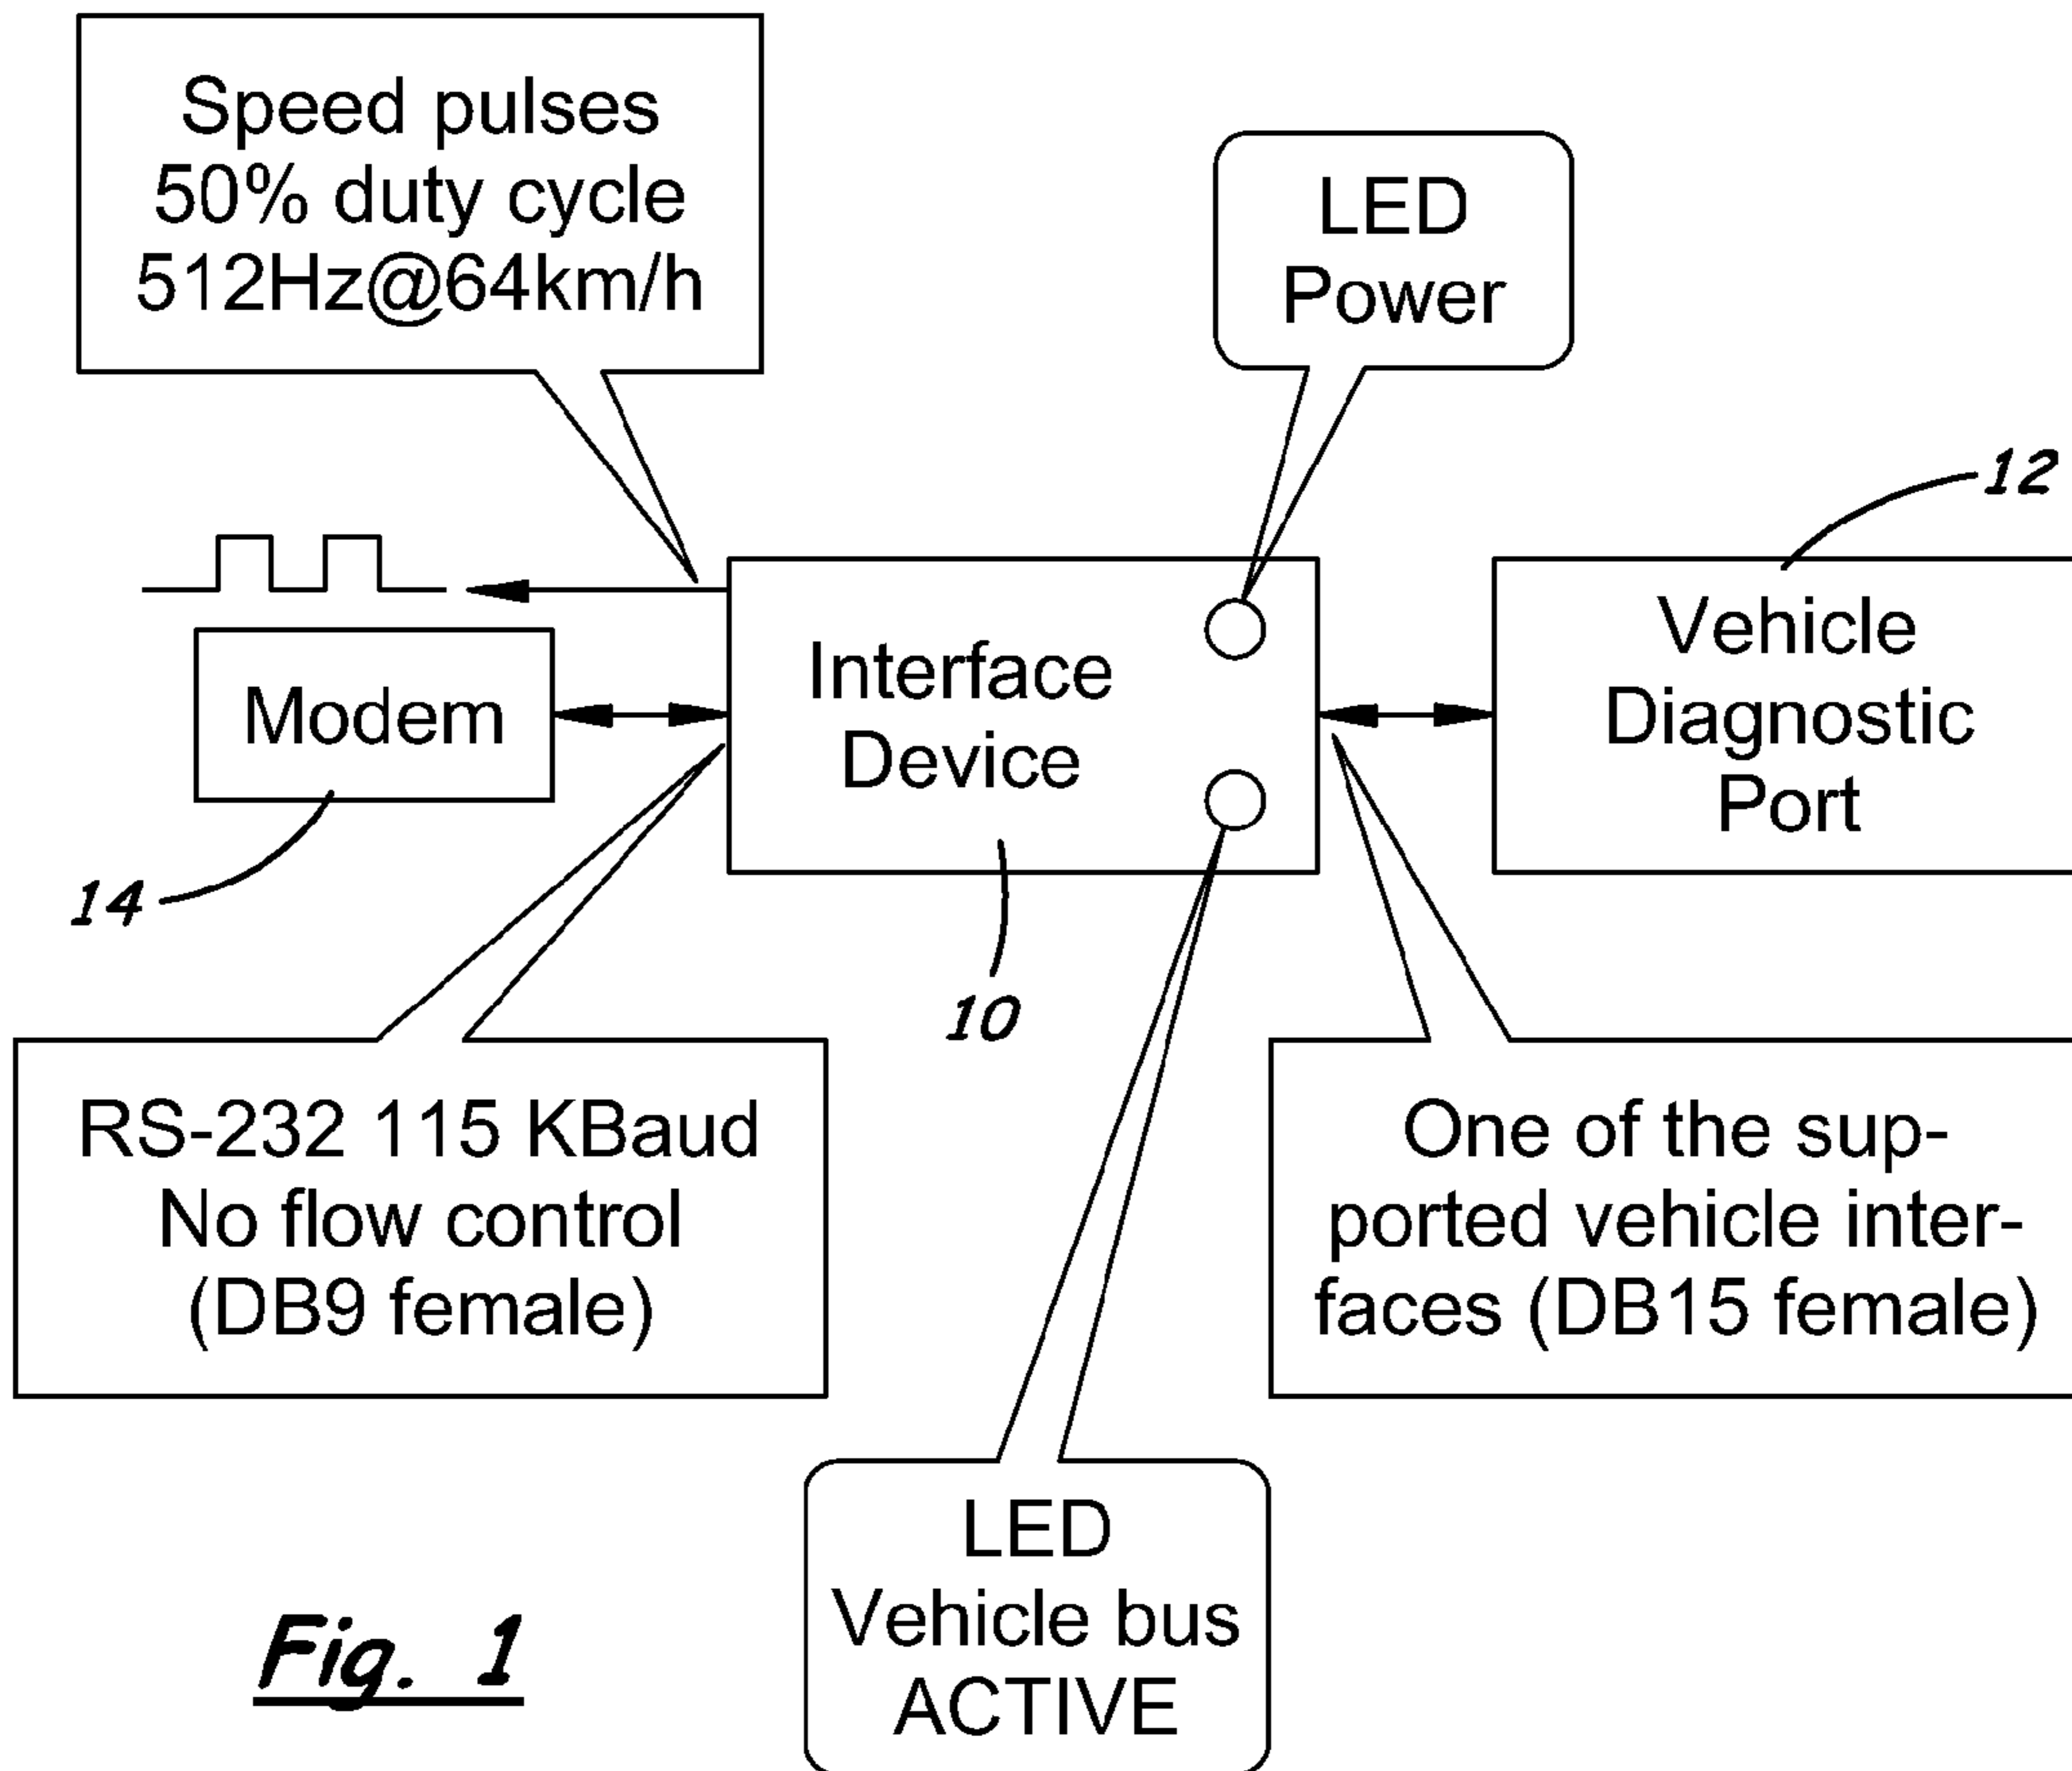 Speed pulses
50% duty cycle
512Hz@64km/h
LED
Power
12
Interface
Device
Vehicle
Diagnostic
Port
Modem
14
10
RS-232 115 KBaud
No flow control
(DB9 female)
One of the sup-
ported vehicle inter-
faces (DB15 female)
LED
Vehicle bus
ACTIVE
Fig. 1